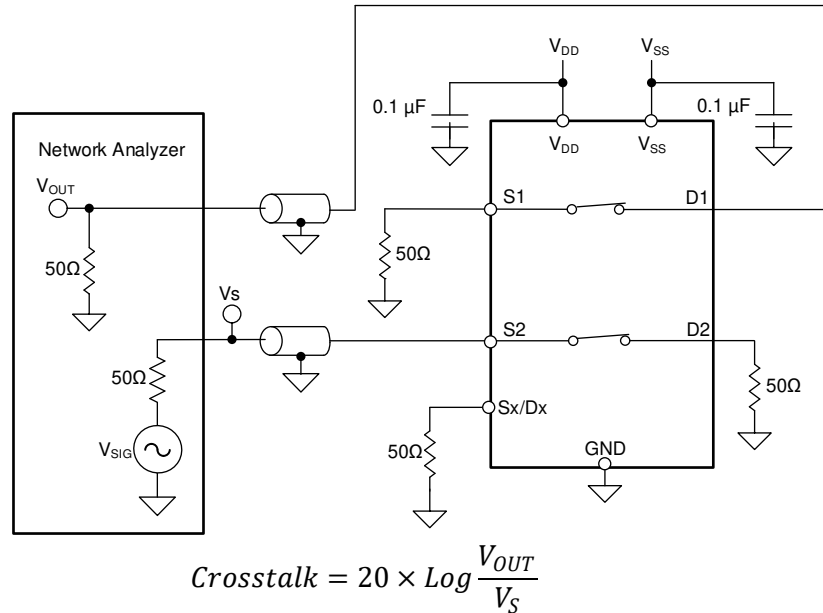 V_DD V_SS
0.1 µF 0.1 µF
V_DD V_SS
Network Analyzer
V_OUT
S1 D1
50Ω 50Ω
Vs
S2 D2
50Ω 50Ω
Sx/Dx
50Ω
V_SIG
GND
Crosstalk = 20 × Log V_OUT / V_S